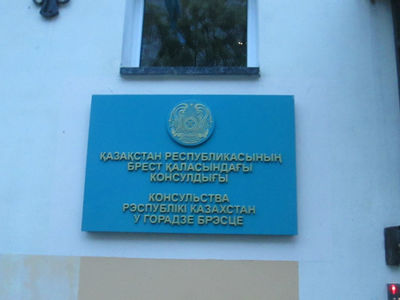 ҚАЗАҚСТАН РЕСПУБЛИКАСЫНЫҢ
БРЕСТ ҚАЛАСЫНДАҒЫ
КОНСУЛДЫҒЫ
КОНСУЛЬСТВА
РЭСПУБЛІКІ КАЗАХСТАН
У ГОРАДЗЕ БРЭСЦЕ